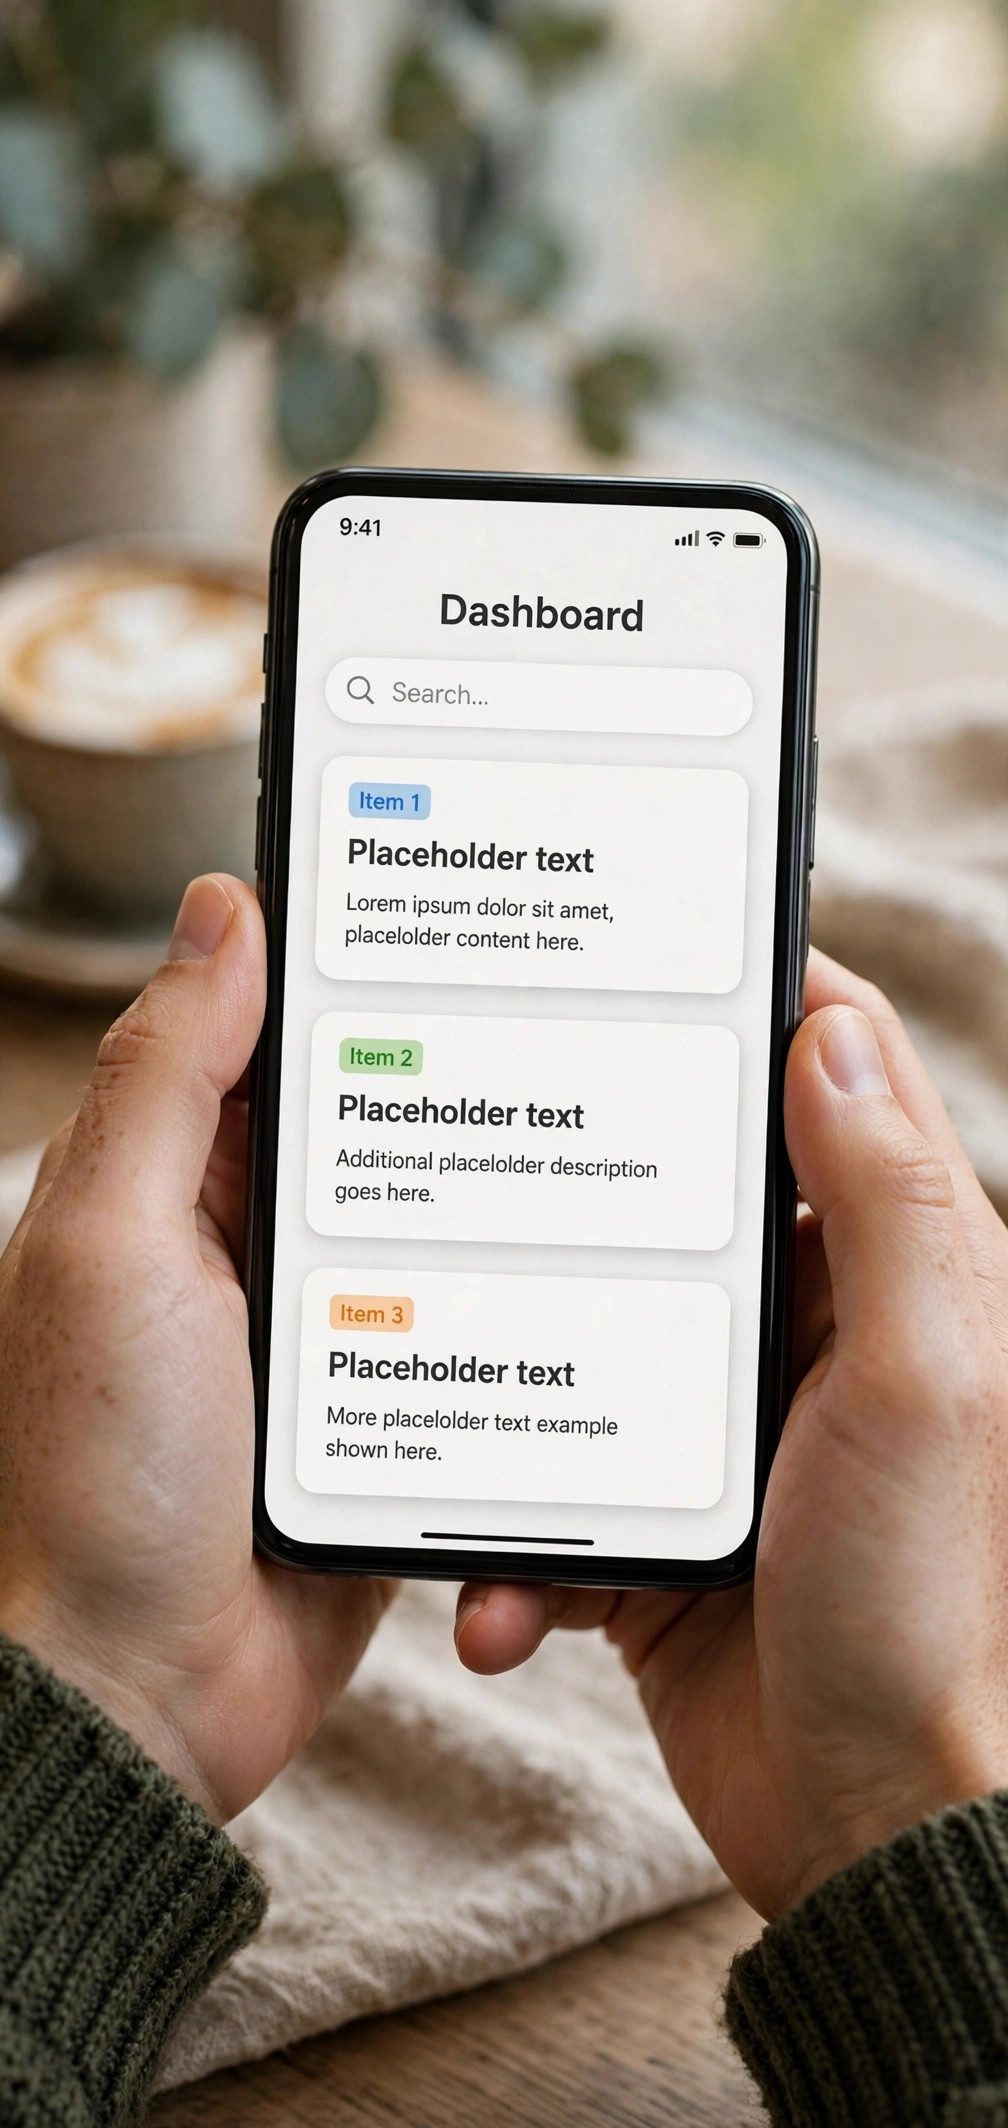 9:41
Dashboard
Search...
Item 1
Placeholder text
Lorem ipsum dolor sit amet,
placelolder content here.
Item 2
Placeholder text
Additional placelolder description
goes here.
Item 3
Placeholder text
More placelolder text example
shown here.